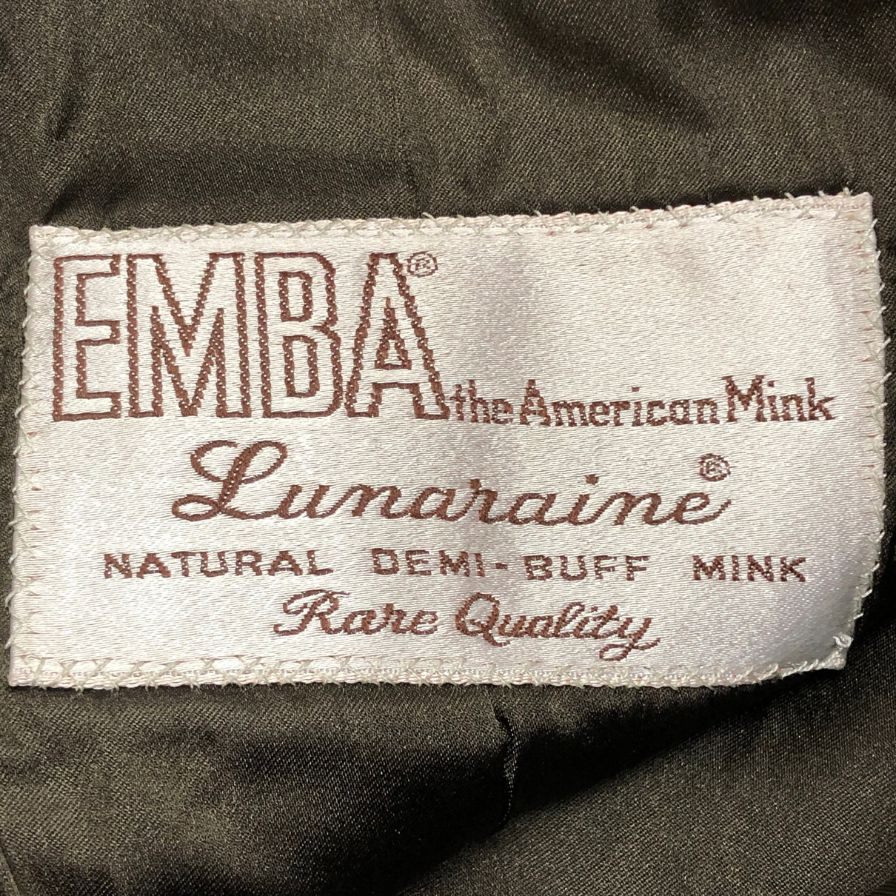 EMBA® the American Mink
Lunaraine®
NATURAL DEMI-BUFF MINK
Rare Quality